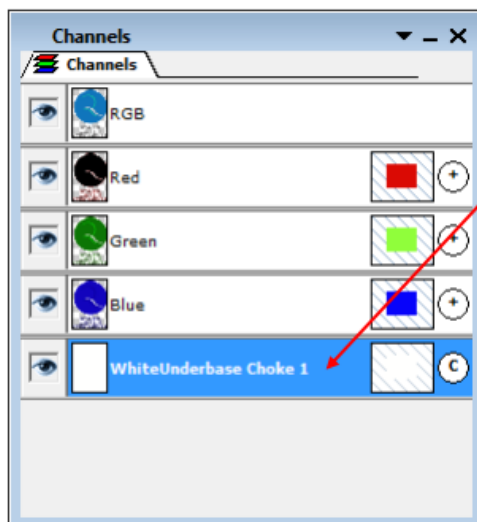 Channels
Channels
RGB
Red +
Green +
Blue +
WhiteUnderbase Choke 1 C